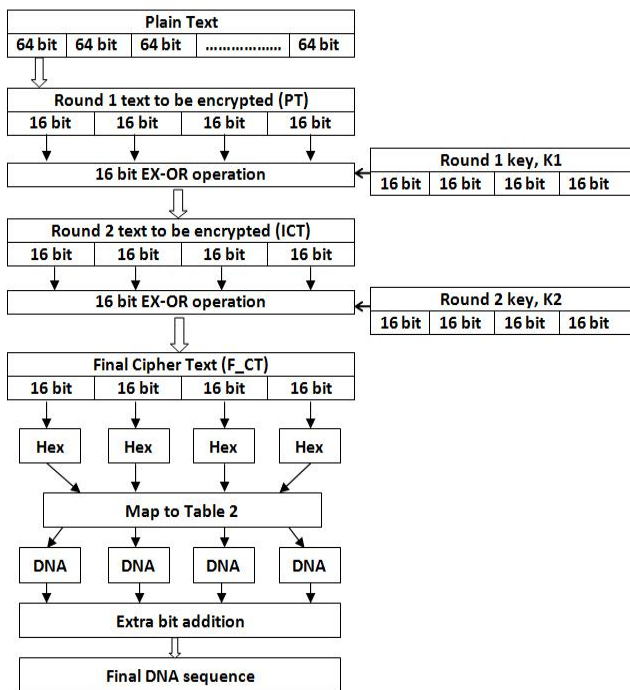 Plain Text
64 bit 64 bit 64 bit .................. 64 bit
Round 1 text to be encrypted (PT)
16 bit 16 bit 16 bit 16 bit
16 bit EX-OR operation
Round 1 key, K1
16 bit 16 bit 16 bit 16 bit
Round 2 text to be encrypted (ICT)
16 bit 16 bit 16 bit 16 bit
16 bit EX-OR operation
Round 2 key, K2
16 bit 16 bit 16 bit 16 bit
Final Cipher Text (F_CT)
16 bit 16 bit 16 bit 16 bit
Hex Hex Hex Hex
Map to Table 2
DNA DNA DNA DNA
Extra bit addition
Final DNA sequence